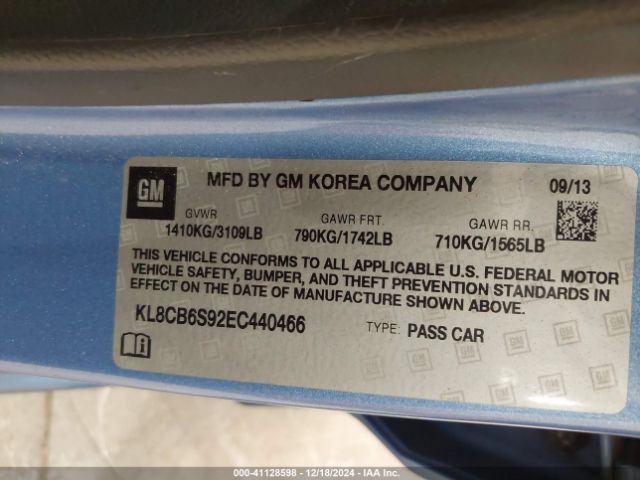 GM MFD BY GM KOREA COMPANY 09/13
GVWR GAWR FRT. GAWR RR.
1410KG/3109LB 790KG/1742LB 710KG/1565LB
THIS VEHICLE CONFORMS TO ALL APPLICABLE U.S. FEDERAL MOTOR
VEHICLE SAFETY, BUMPER, AND THEFT PREVENTION STANDARDS IN
EFFECT ON THE DATE OF MANUFACTURE SHOWN ABOVE.
KL8CB6S92EC440466 TYPE: PASS CAR
000-41128598 - 12/18/2024 - IAA Inc.